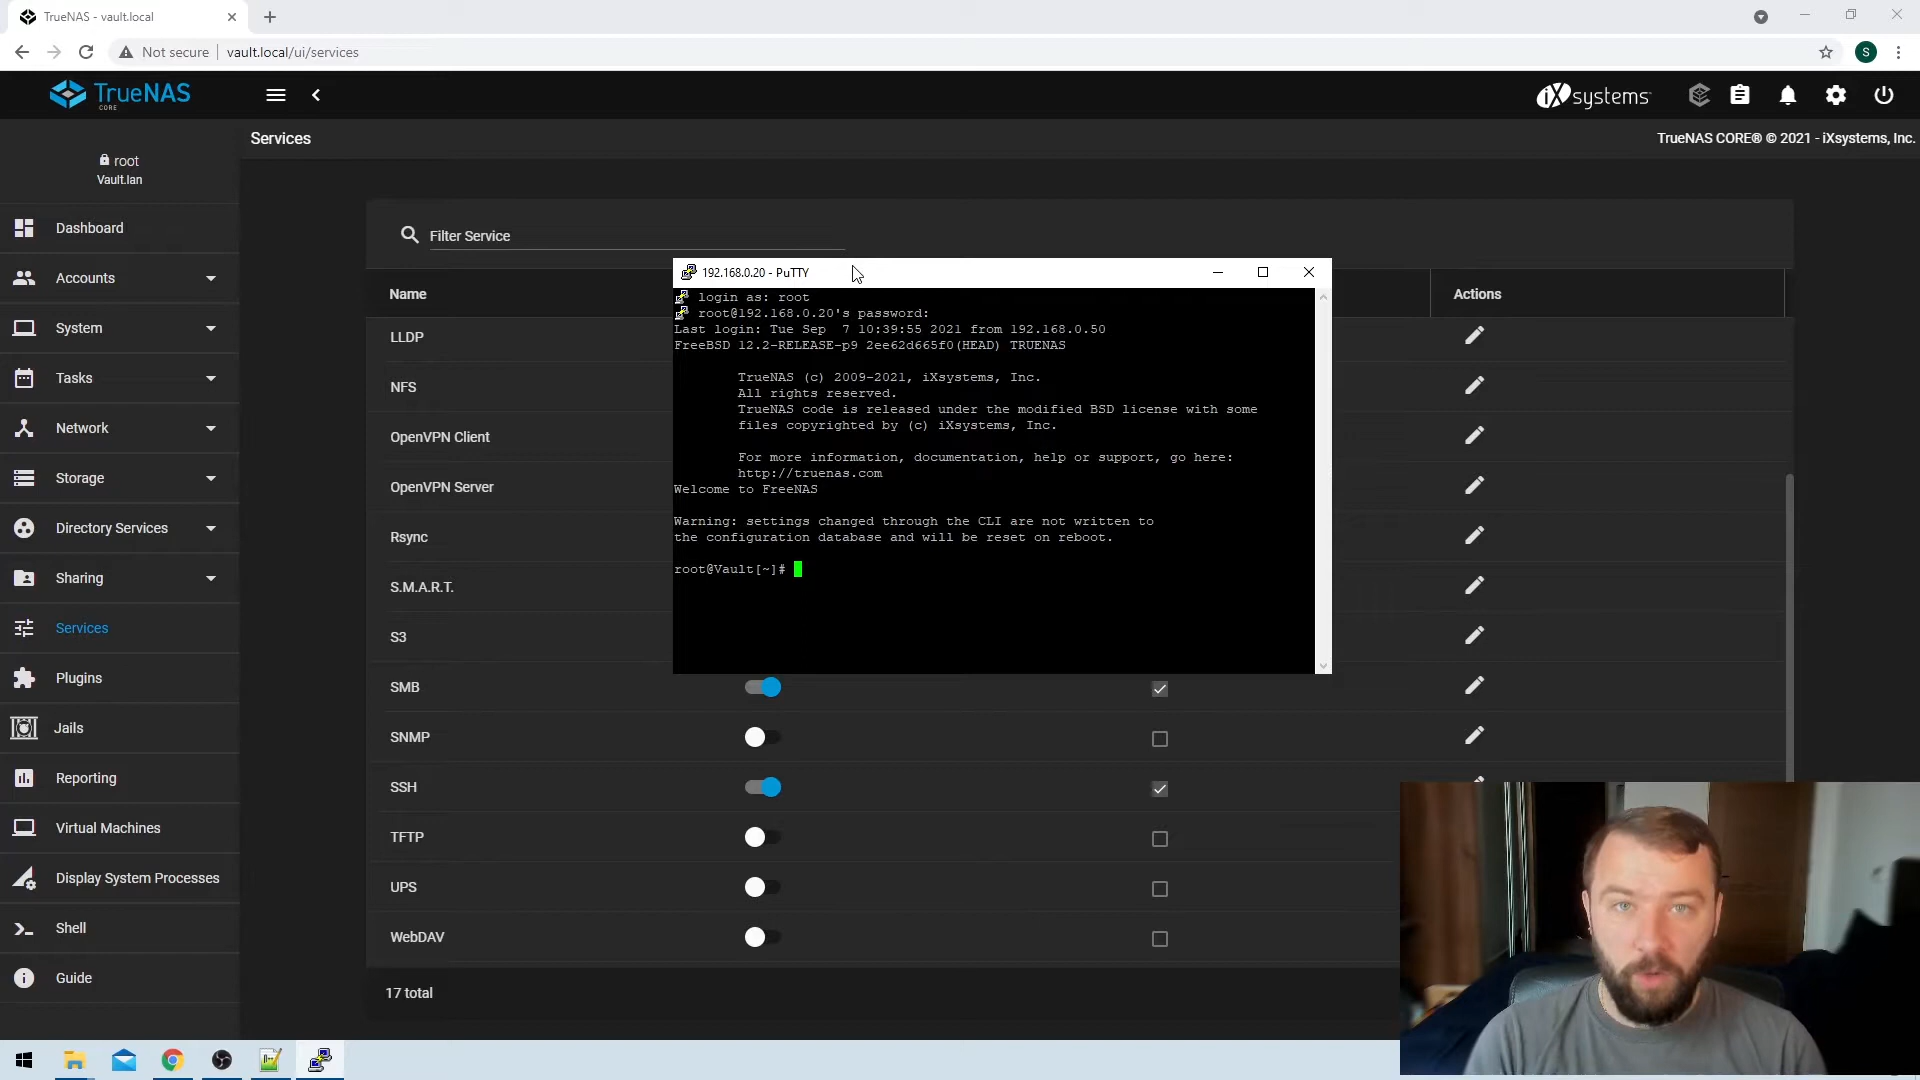 TrueNAS - vault.local
Not secure
vault.local/ui/services
S
TrueNAS
CORE
iXsystems
Services
TrueNAS CORE® © 2021 - iXsystems, Inc.
root
Vault.lan
Dashboard
Accounts
System
Tasks
Network
Storage
Directory Services
Sharing
Services
Plugins
Jails
Reporting
Virtual Machines
Display System Processes
Shell
Guide
Filter Service
Name
Actions
LLDP
NFS
OpenVPN Client
OpenVPN Server
Rsync
S.M.A.R.T.
S3
SMB
SNMP
SSH
TFTP
UPS
WebDAV
17 total
192.168.0.20 - PuTTY
login as: root
root@192.168.0.20's password:
Last login: Tue Sep  7 10:39:55 2021 from 192.168.0.50
FreeBSD 12.2-RELEASE-p9 2ee62d665f0(HEAD) TRUENAS
TrueNAS (c) 2009-2021, iXsystems, Inc.
All rights reserved.
TrueNAS code is released under the modified BSD license with some
files copyrighted by (c) iXsystems, Inc.
For more information, documentation, help or support, go here:
http://truenas.com
Welcome to FreeNAS
Warning: settings changed through the CLI are not written to
the configuration database and will be reset on reboot.
root@Vault[~]#